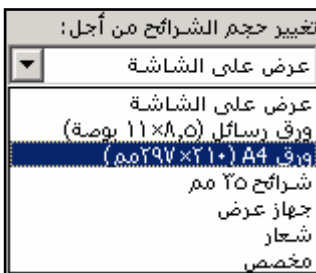 تغيير حجم الشرائح من أجل:
عرض على الشاشة
عرض على الشاشة
ورق رسائل (٨,٥×١١ بوصة)
ورق A4 (٢١٠×٢٩٧مم)
شرائح ٣٥ مم
جهاز عرض
شعار
مخصص